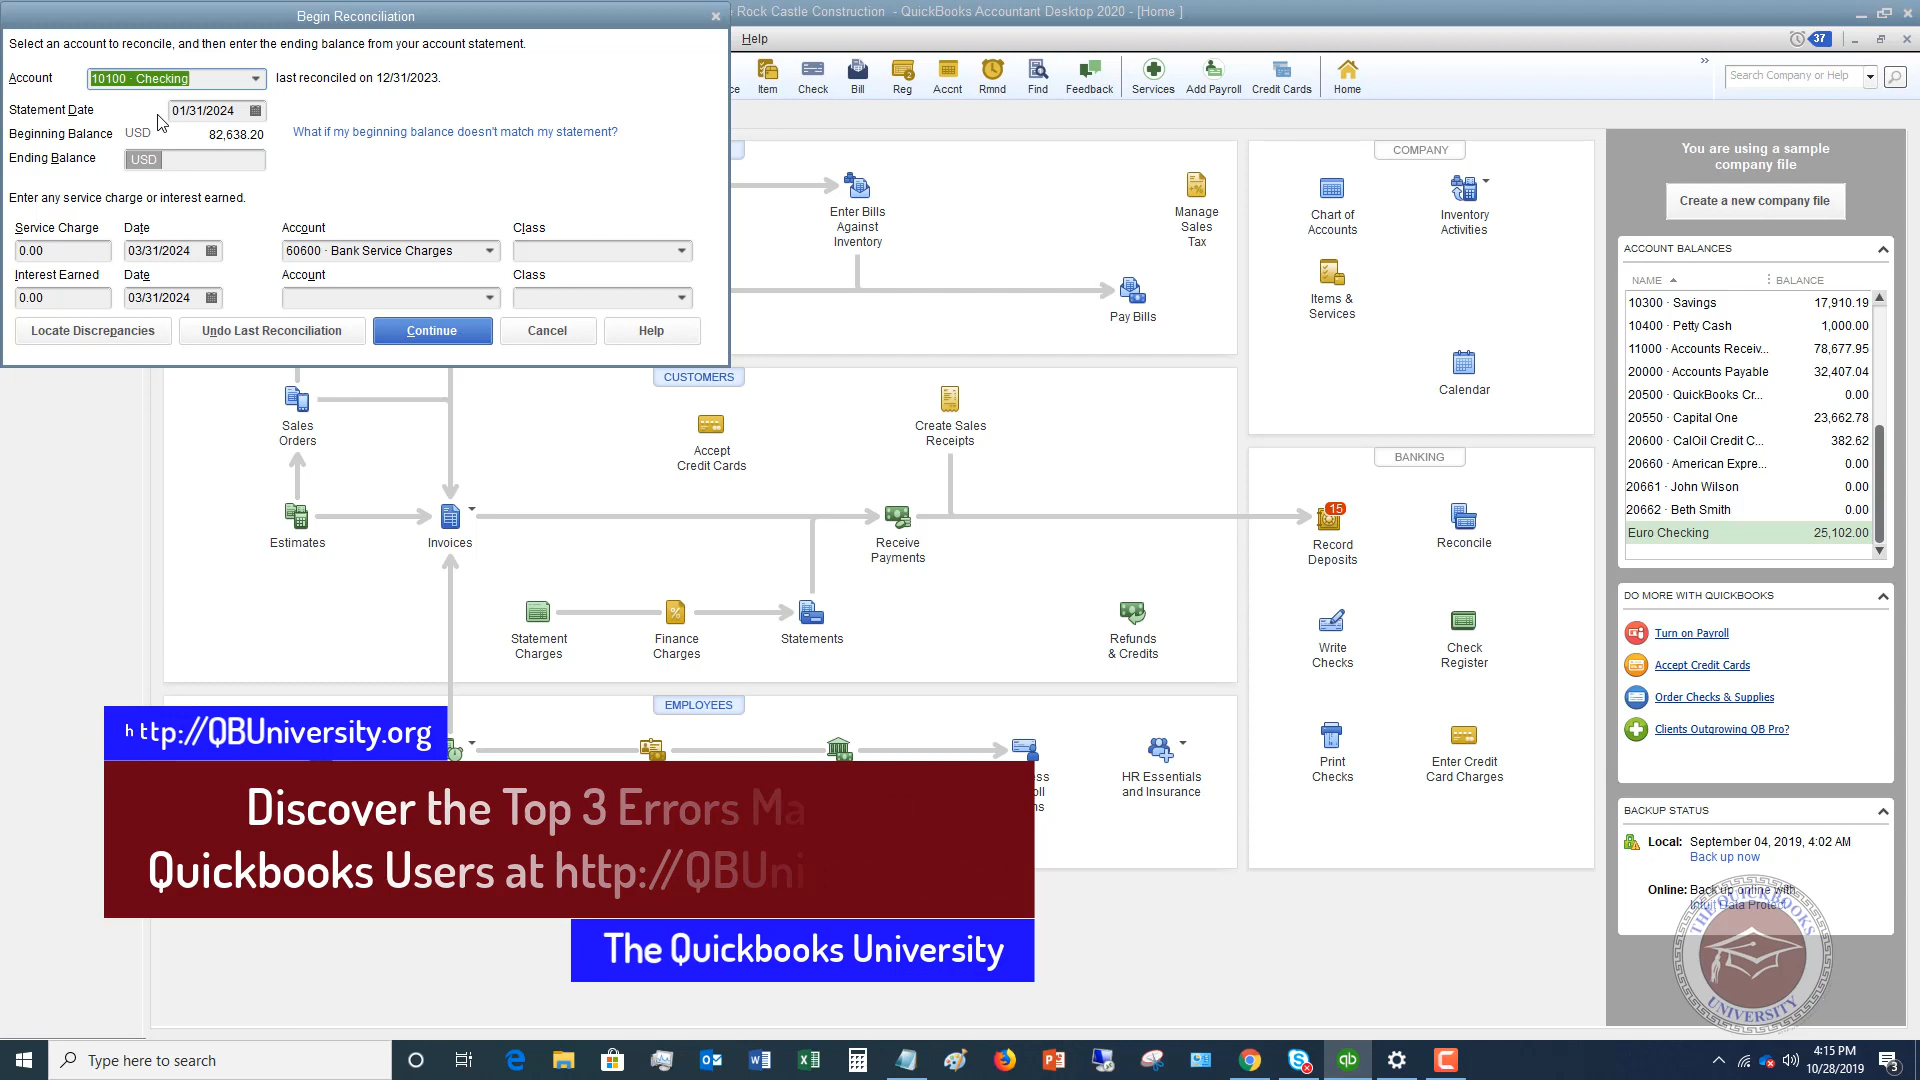 Begin Reconciliation
Rock Castle Construction - QuickBooks Accountant Desktop 2020 - [Home ]
Select an account to reconcile, and then enter the ending balance from your account statement.
Help
37
Account
10100 · Checking
last reconciled on 12/31/2023.
Item
Check
Bill
Reg
Accnt
Rmnd
Find
Feedback
Services
Add Payroll
Credit Cards
Home
Search Company or Help
Statement Date
01/31/2024
Beginning Balance
USD
82,638.20
What if my beginning balance doesn't match my statement?
Ending Balance
USD
Enter any service charge or interest earned.
Service Charge
Date
Account
Class
0.00
03/31/2024
60600 · Bank Service Charges
Interest Earned
Date
Account
Class
0.00
03/31/2024
Locate Discrepancies
Undo Last Reconciliation
Continue
Cancel
Help
Enter Bills
Against
Inventory
Manage
Sales
Tax
Pay Bills
CUSTOMERS
Sales
Orders
Accept
Credit Cards
Create Sales
Receipts
Estimates
Invoices
Receive
Payments
Statement
Charges
Finance
Charges
Statements
Refunds
& Credits
EMPLOYEES
HR Essentials
and Insurance
COMPANY
Chart of
Accounts
Inventory
Activities
Items &
Services
Calendar
BANKING
15
Record
Deposits
Reconcile
Write
Checks
Check
Register
Print
Checks
Enter Credit
Card Charges
You are using a sample
company file
Create a new company file
ACCOUNT BALANCES
NAME
BALANCE
10300 · Savings 17,910.19
10400 · Petty Cash 1,000.00
11000 · Accounts Receiv... 78,677.95
20000 · Accounts Payable 32,407.04
20500 · QuickBooks Cr... 0.00
20550 · Capital One 23,662.78
20600 · CalOil Credit C... 382.62
20660 · American Expre... 0.00
20661 · John Wilson 0.00
20662 · Beth Smith 0.00
Euro Checking 25,102.00
DO MORE WITH QUICKBOOKS
Turn on Payroll
Accept Credit Cards
Order Checks & Supplies
Clients Outgrowing QB Pro?
BACKUP STATUS
Local: September 04, 2019, 4:02 AM
Back up now
Online: Back up online with
Intuit Data Protect
http://QBUniversity.org
Discover the Top 3 Errors Ma
Quickbooks Users at http://QBUni
The Quickbooks University
THE QUICKBOOKS
UNIVERSITY
Type here to search
4:15 PM
10/28/2019
3